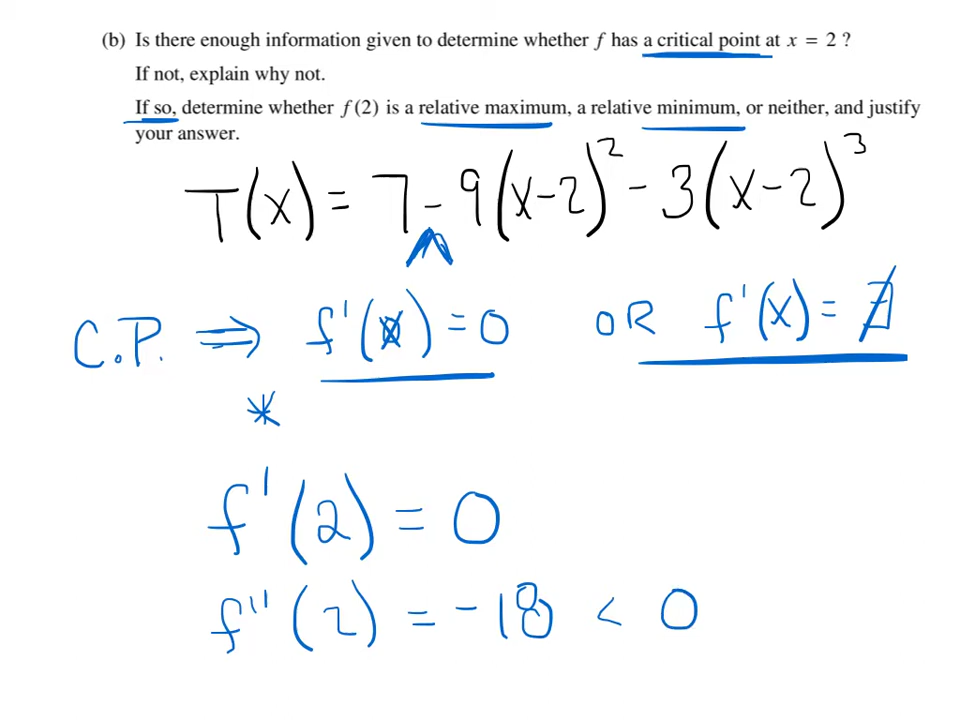 (b) Is there enough information given to determine whether f has a critical point at x = 2 ?
If not, explain why not.
If so, determine whether f(2) is a relative maximum, a relative minimum, or neither, and justify
your answer.
T(x) = 7 - 9(x-2)² - 3(x-2)³
C.P. ⟹ f'(x) = 0 OR f'(x) = ∄
*
f'(2) = 0
f''(2) = -18 < 0